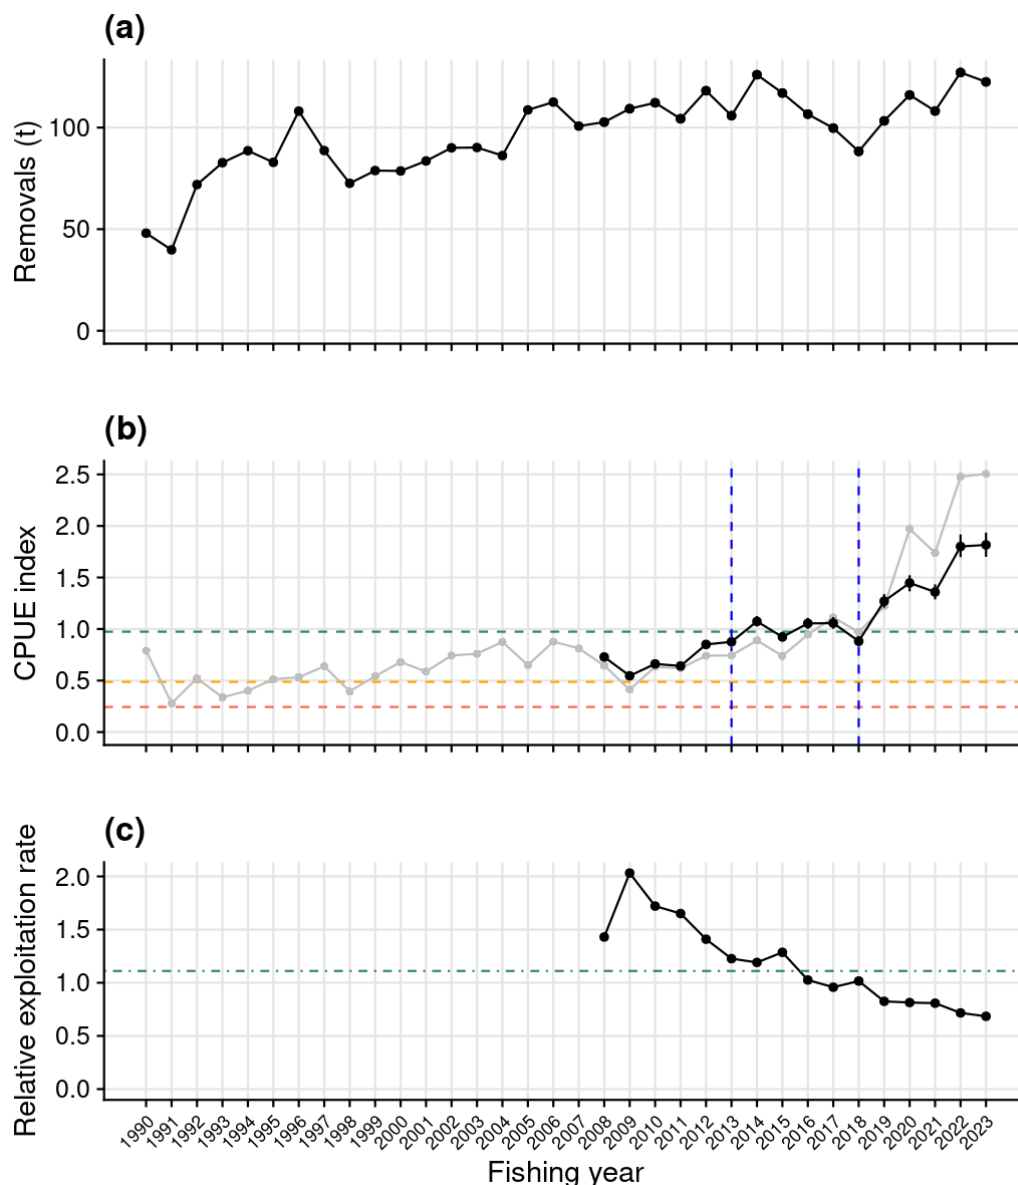 (a)
Removals (t)
100
50
0
(b)
CPUE index
2.5
2.0
1.5
1.0
0.5
0.0
(c)
Relative exploitation rate
2.0
1.5
1.0
0.5
0.0
1990 1991 1992 1993 1994 1995 1996 1997 1998 1999 2000 2001 2002 2003 2004 2005 2006 2007 2008 2009 2010 2011 2012 2013 2014 2015 2016 2017 2018 2019 2020 2021 2022 2023
Fishing year